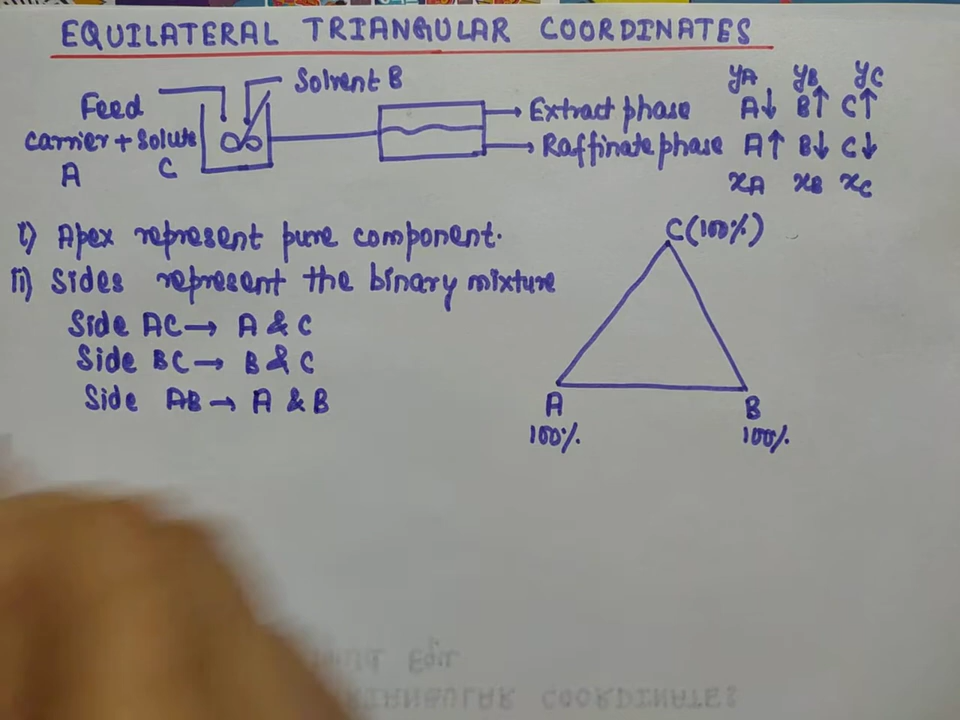 EQUILATERAL TRIANGULAR COORDINATES
Solvent B
Feed
Carrier + Solute
A C
yA yB yC
Extract phase A↓ B↑ C↑
Raffinate phase A↑ B↓ C↓
xA xB xC
i) Apex represent pure component.
ii) Sides represent the binary mixture
Side AC → A & C
Side BC → B & C
Side AB → A & B
C (100%)
A B
100% 100%
COORDINATES